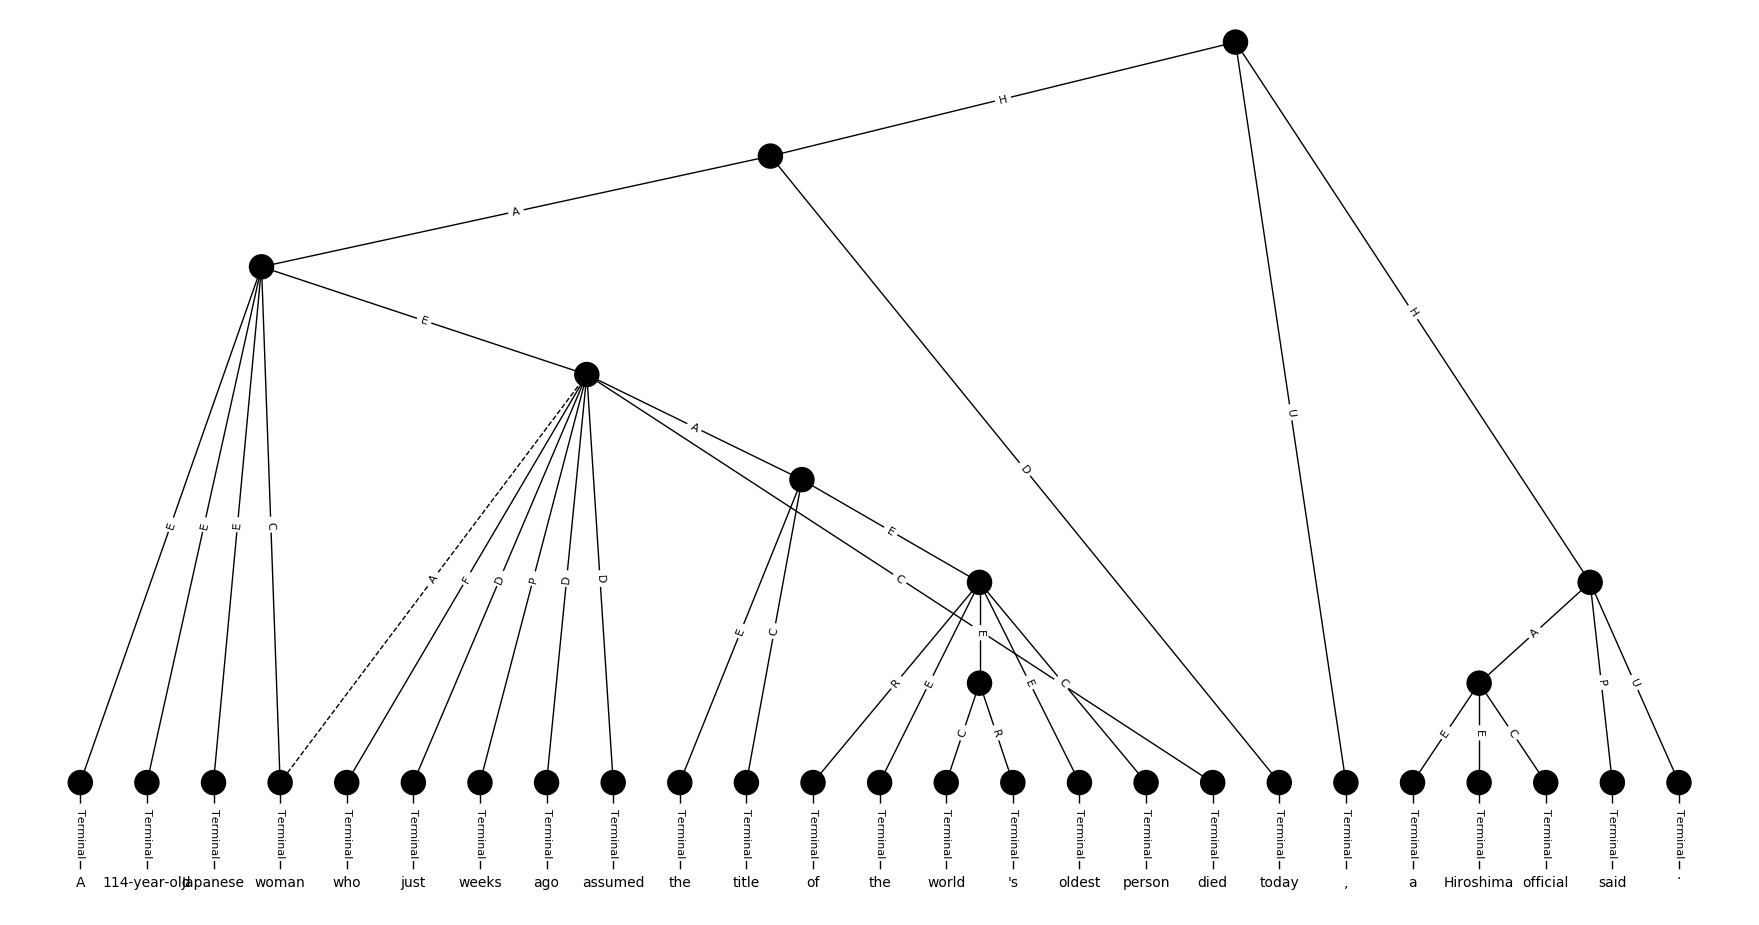 H
H
A
U
H
D
E
A
E
E
E
E
C
A
F
D
P
D
D
E
C
C
E
R
E
E
E
C
C
R
A
P
U
E
E
C
Terminal Terminal Terminal Terminal Terminal Terminal Terminal Terminal Terminal Terminal Terminal Terminal Terminal Terminal Terminal Terminal Terminal Terminal Terminal Terminal Terminal Terminal Terminal Terminal Terminal
A 114-year-old Japanese woman who just weeks ago assumed the title of the world 's oldest person died today , a Hiroshima official said .